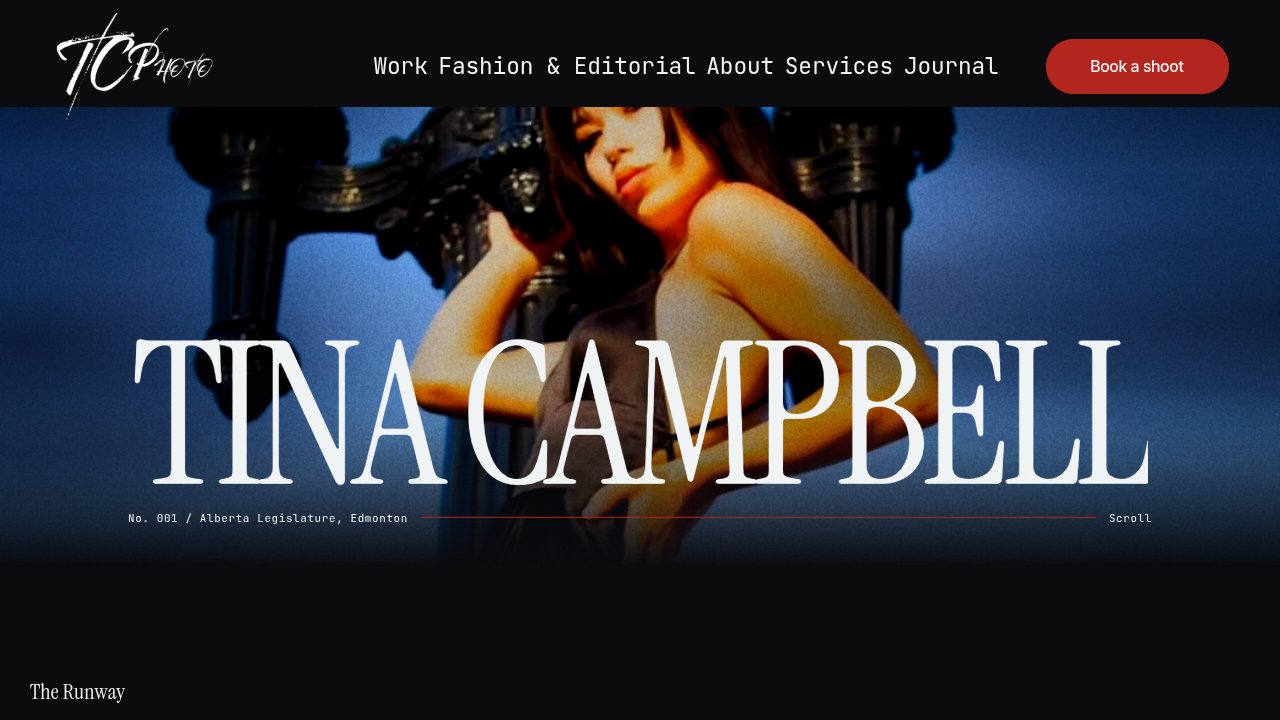 TCPhoto
Work Fashion & Editorial About Services Journal
Book a shoot
TINA CAMPBELL
No. 001 / Alberta Legislature, Edmonton
Scroll
The Runway